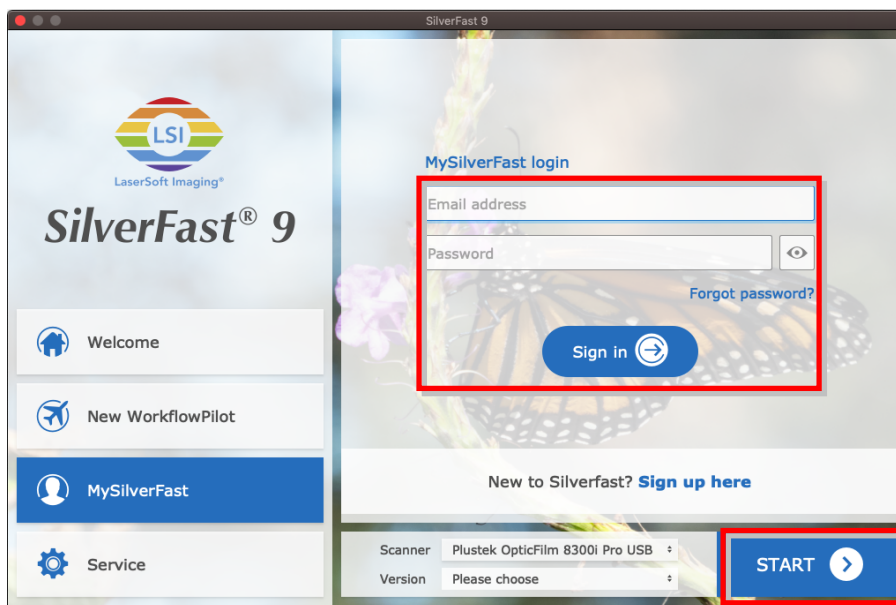 SilverFast 9
LSI
LaserSoft Imaging®
SilverFast® 9
Welcome
New WorkflowPilot
MySilverFast
Service
MySilverFast login
Email address
Password
Forgot password?
Sign in
New to Silverfast? Sign up here
Scanner Plustek OpticFilm 8300i Pro USB
Version Please choose
START